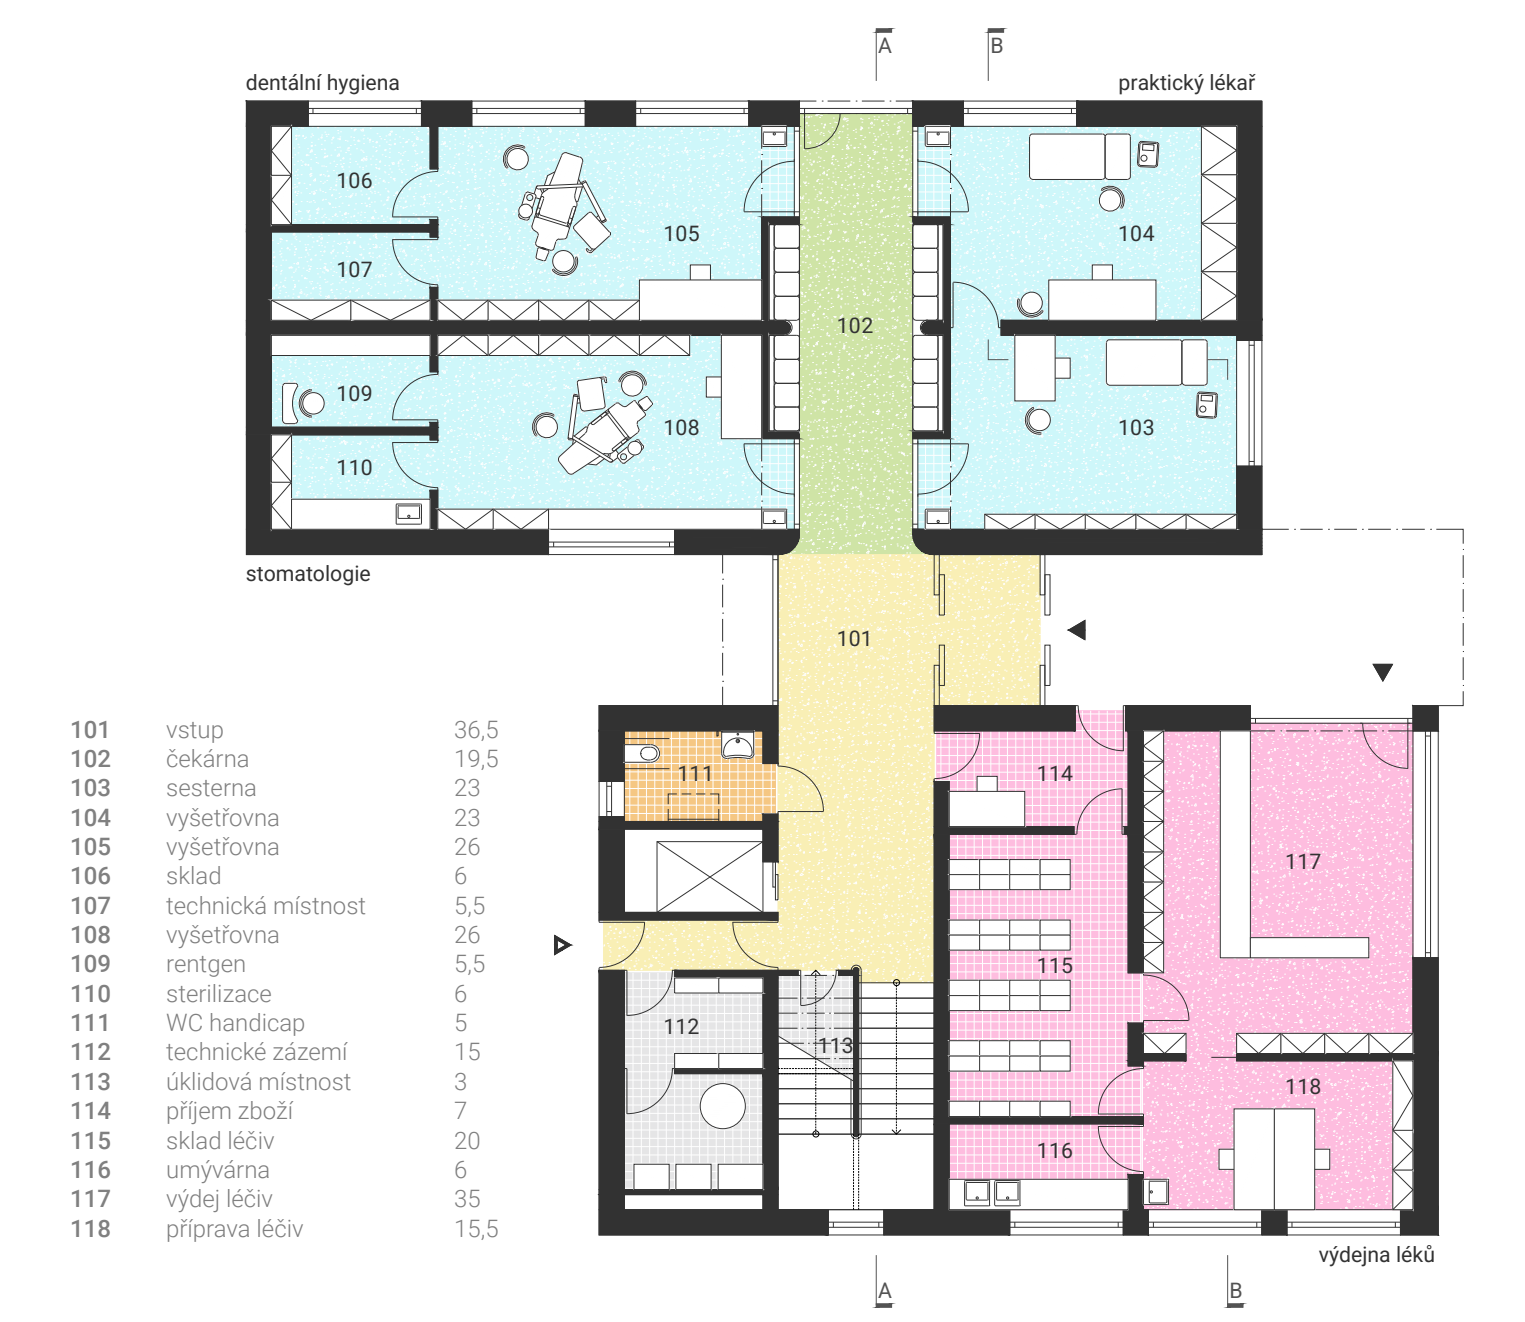 A
B
dentální hygiena
praktický lékař
106
105
104
107
102
109
108
103
110
stomatologie
101
101 vstup 36,5
102 čekárna 19,5
103 sesterna 23
104 vyšetřovna 23
105 vyšetřovna 26
106 sklad 6
107 technická místnost 5,5
108 vyšetřovna 26
109 rentgen 5,5
110 sterilizace 6
111 WC handicap 5
112 technické zázemí 15
113 úklidová místnost 3
114 příjem zboží 7
115 sklad léčiv 20
116 umývárna 6
117 výdej léčiv 35
118 příprava léčiv 15,5
111
114
117
115
112
113
118
116
výdejna léků
A
B